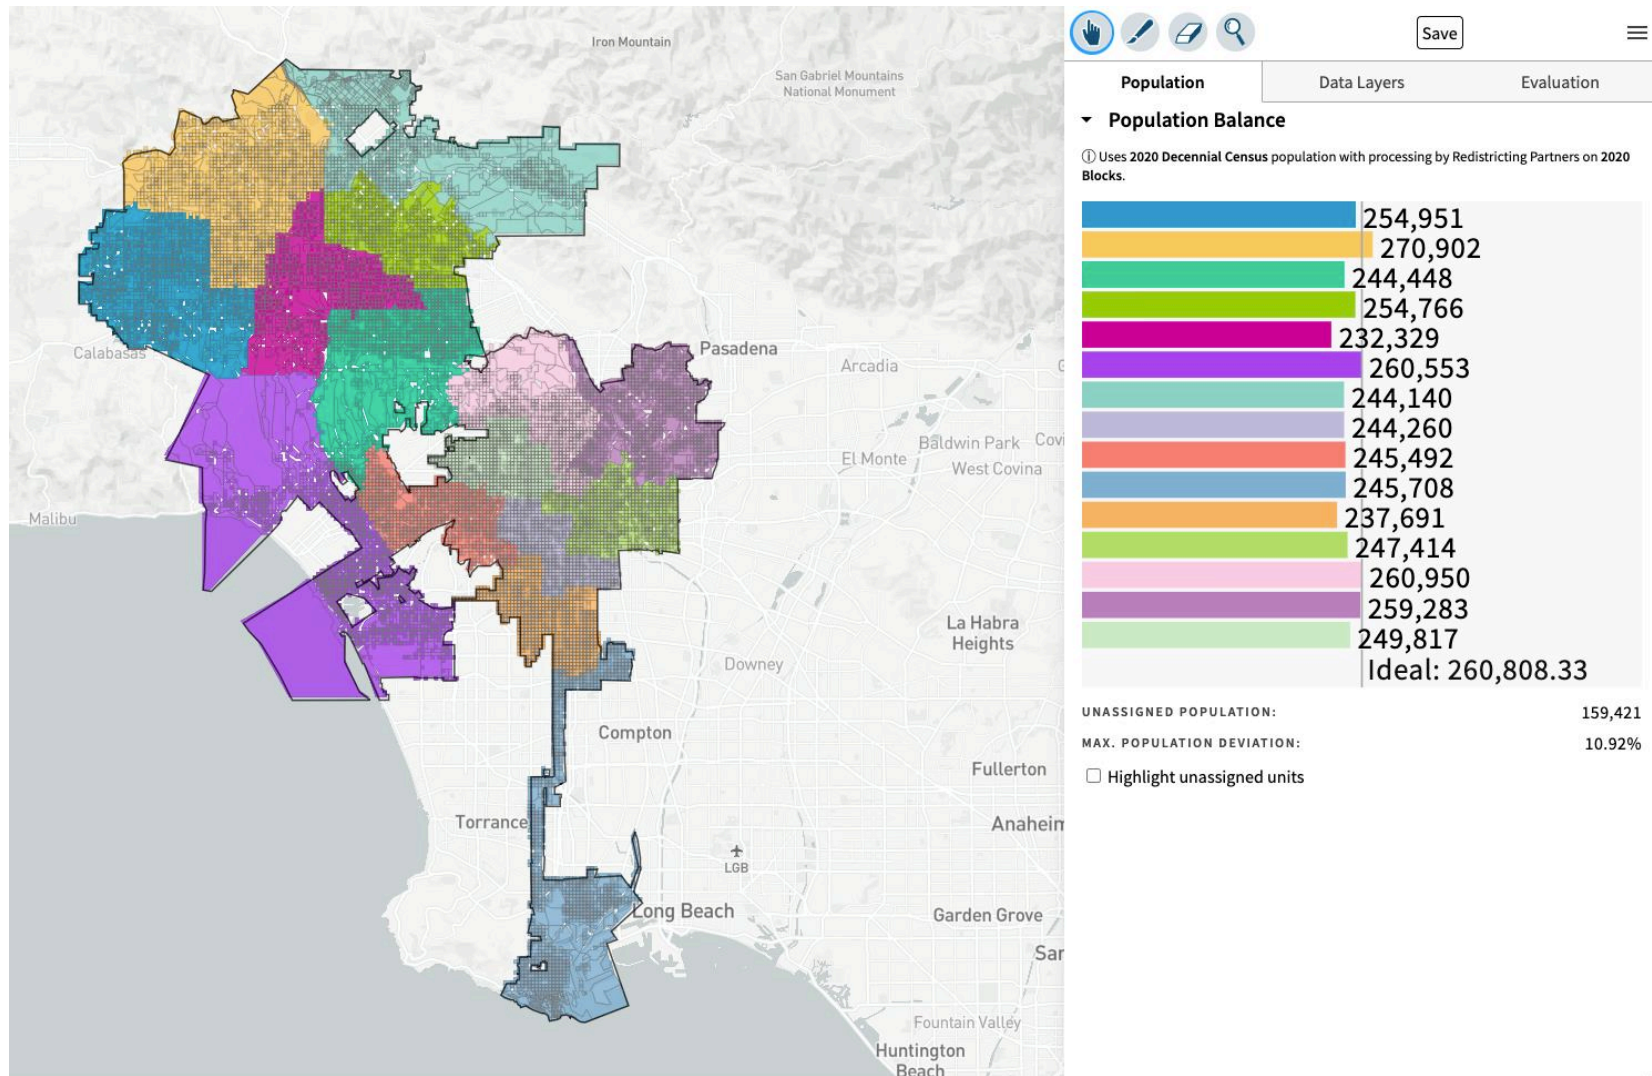 Iron Mountain
San Gabriel Mountains
National Monument
Calabasas
Pasadena
Arcadia
Baldwin Park
El Monte
West Covina
Malibu
La Habra
Heights
Downey
Compton
Fullerton
Torrance
LGB
Long Beach
Garden Grove
Fountain Valley
Huntington
Beach
Save
Population
Data Layers
Evaluation
Population Balance
ⓘ Uses 2020 Decennial Census population with processing by Redistricting Partners on 2020
Blocks.
254,951
270,902
244,448
254,766
232,329
260,553
244,140
244,260
245,492
245,708
237,691
247,414
260,950
259,283
249,817
Ideal: 260,808.33
UNASSIGNED POPULATION: 159,421
MAX. POPULATION DEVIATION: 10.92%
Highlight unassigned units